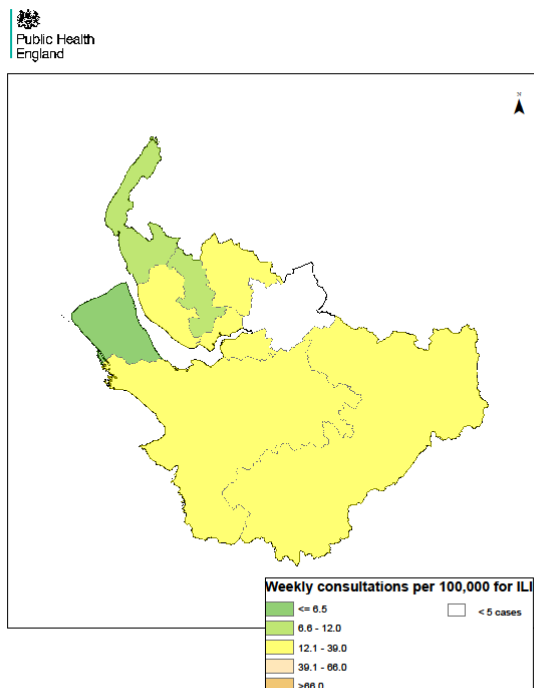 Public Health
England
N
Weekly consultations per 100,000 for ILI
<= 6.5
< 5 cases
6.6 - 12.0
12.1 - 39.0
39.1 - 66.0
>66.0